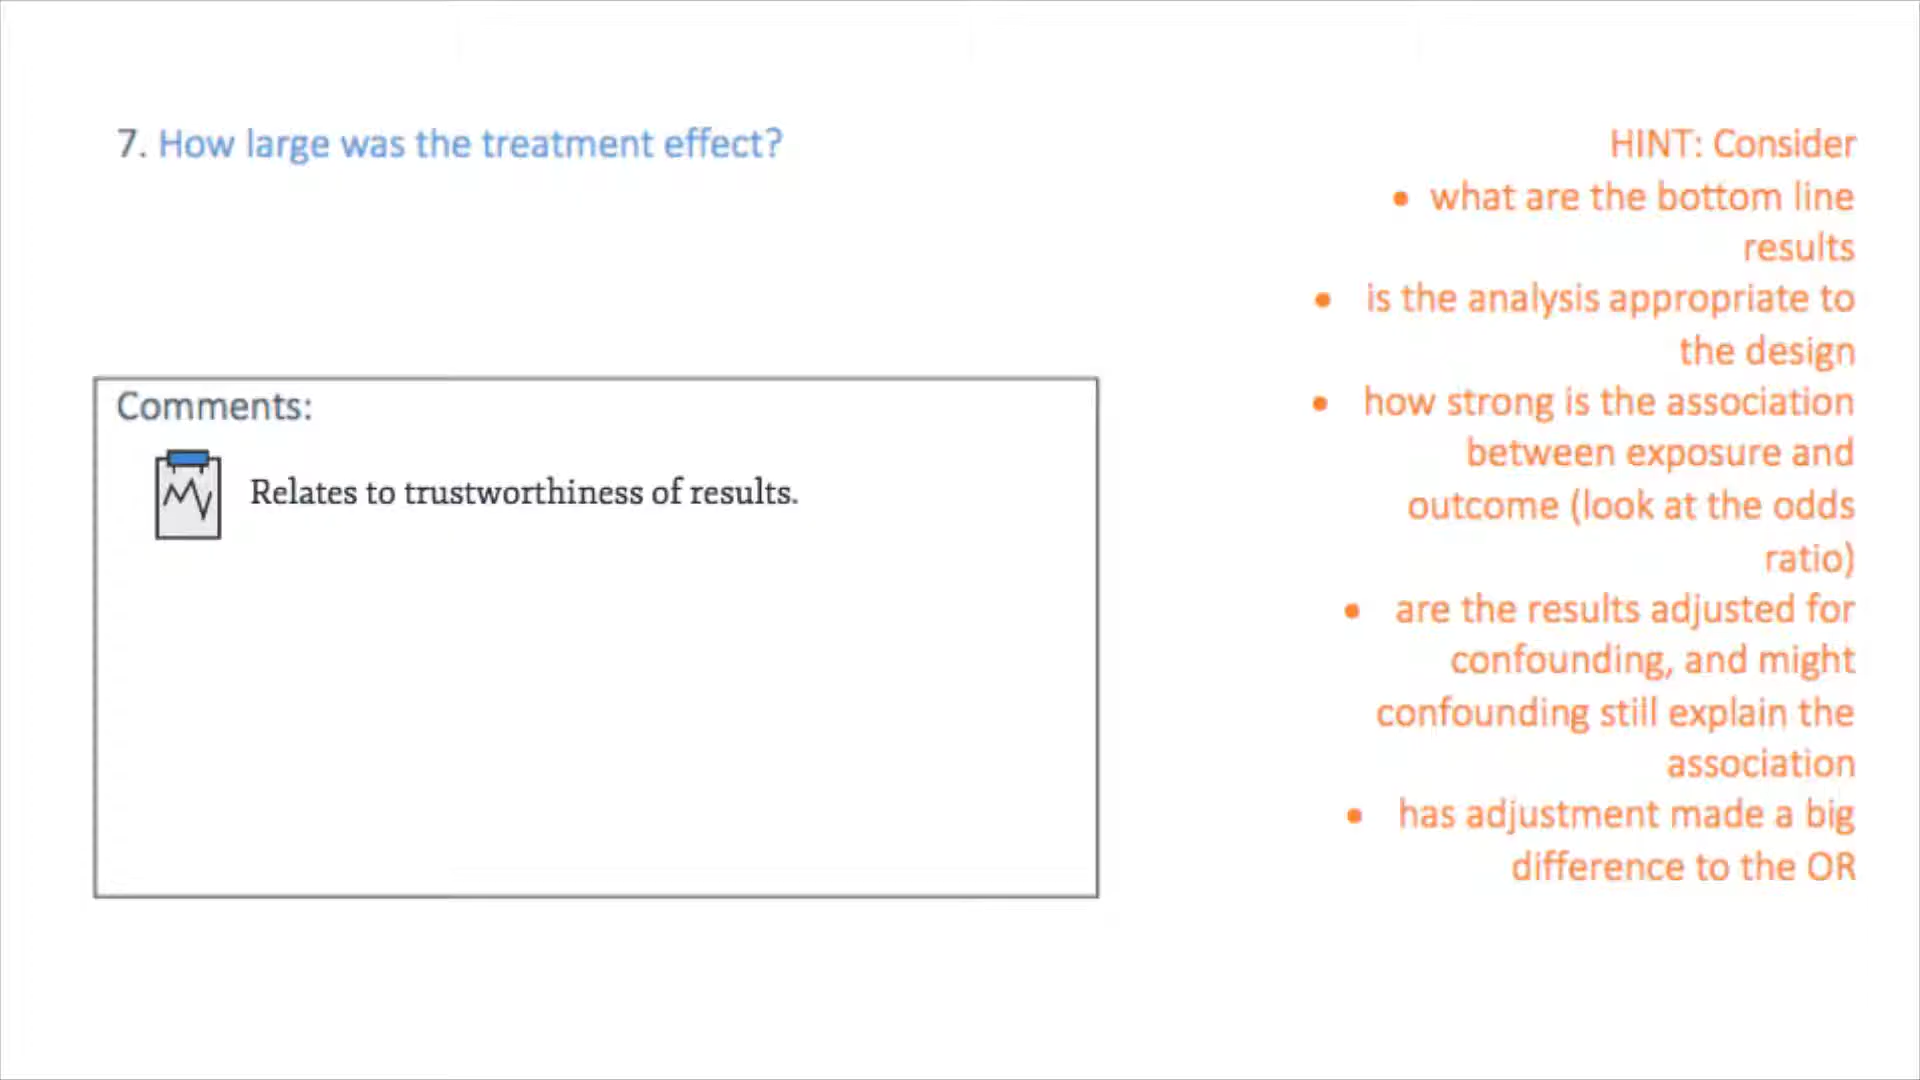 7. How large was the treatment effect?
Comments:
Relates to trustworthiness of results.
HINT: Consider
• what are the bottom line
results
• is the analysis appropriate to
the design
• how strong is the association
between exposure and
outcome (look at the odds
ratio)
• are the results adjusted for
confounding, and might
confounding still explain the
association
• has adjustment made a big
difference to the OR